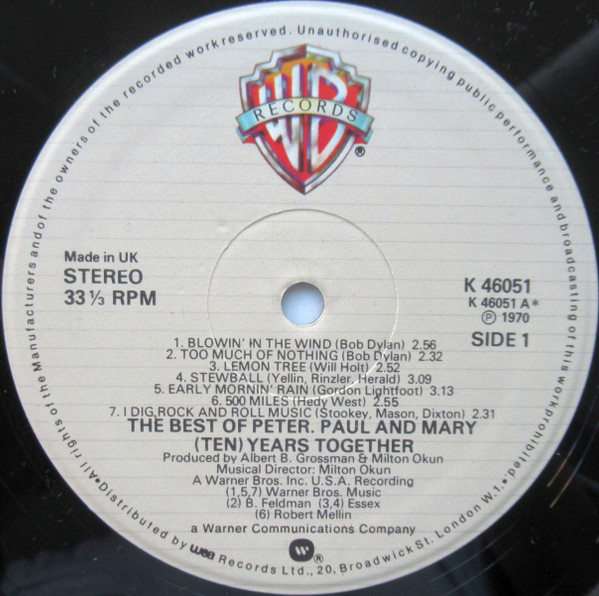 All rights of the Manufacturers and of the owners of the recorded work reserved. Unauthorised copying public performance and broadcasting of this work prohibited.
WB
RECORDS
®
Made in UK
STEREO
33 ⅓ RPM
K 46051
K 46051 A*
℗ 1970
SIDE 1
1. BLOWIN' IN THE WIND (Bob Dylan) 2.56
2. TOO MUCH OF NOTHING (Bob Dylan) 2.32
3. LEMON TREE (Will Holt) 2.52
4. STEWBALL (Yellin, Rinzler, Herald) 3.09
5. EARLY MORNIN' RAIN (Gordon Lightfoot) 3.13
6. 500 MILES (Hedy West) 2.55
7. I DIG ROCK AND ROLL MUSIC (Stookey, Mason, Dixton) 2.31
THE BEST OF PETER. PAUL AND MARY
(TEN) YEARS TOGETHER
Produced by Albert B. Grossman & Milton Okun
Musical Director: Milton Okun
A Warner Bros. Inc. U.S.A. Recording
(1,5,7) Warner Bros. Music
(2) B. Feldman (3,4) Essex
(6) Robert Mellin
a Warner Communications Company
®
•Distributed by wea Records Ltd., 20, Broadwick St. London W.1.•